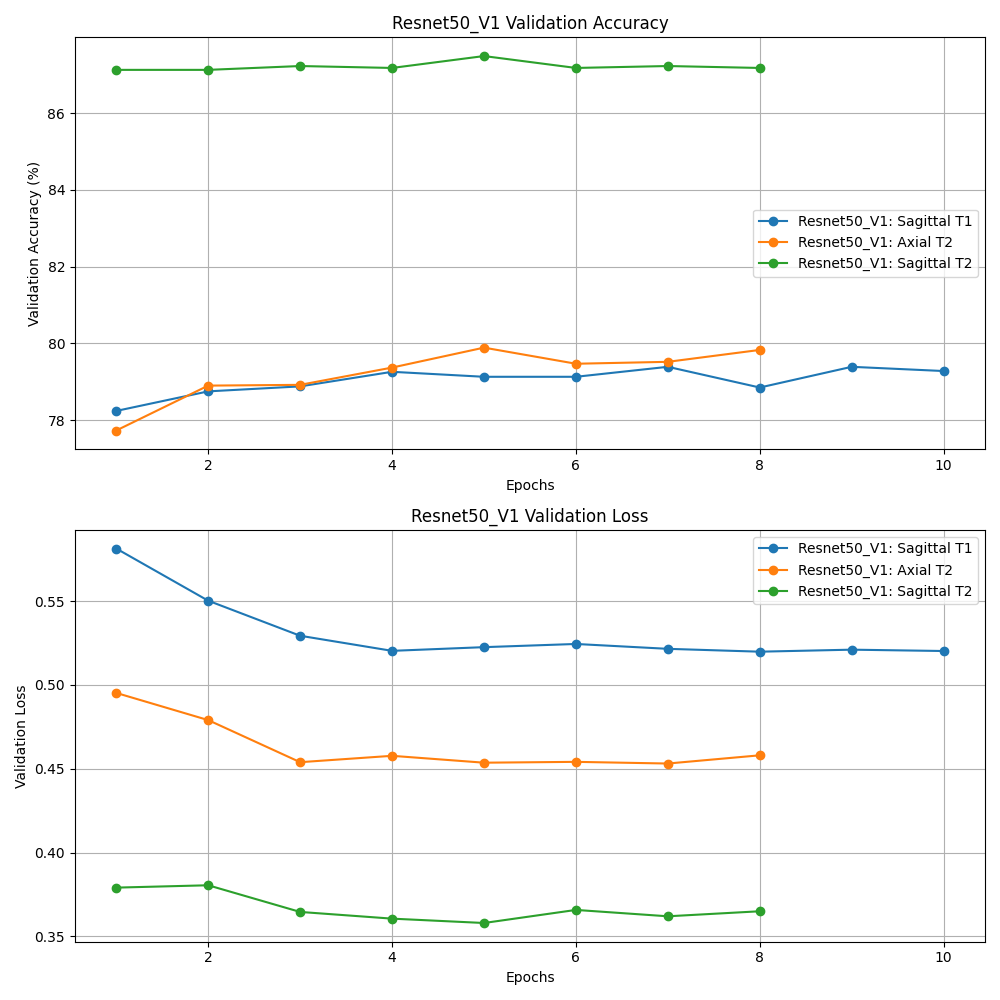 Resnet50_V1 Validation Accuracy
Validation Accuracy (%)
86
84
82
80
78
Resnet50_V1: Sagittal T1
Resnet50_V1: Axial T2
Resnet50_V1: Sagittal T2
2 4 6 8 10
Epochs
Resnet50_V1 Validation Loss
Validation Loss
0.55
0.50
0.45
0.40
0.35
Resnet50_V1: Sagittal T1
Resnet50_V1: Axial T2
Resnet50_V1: Sagittal T2
2 4 6 8 10
Epochs